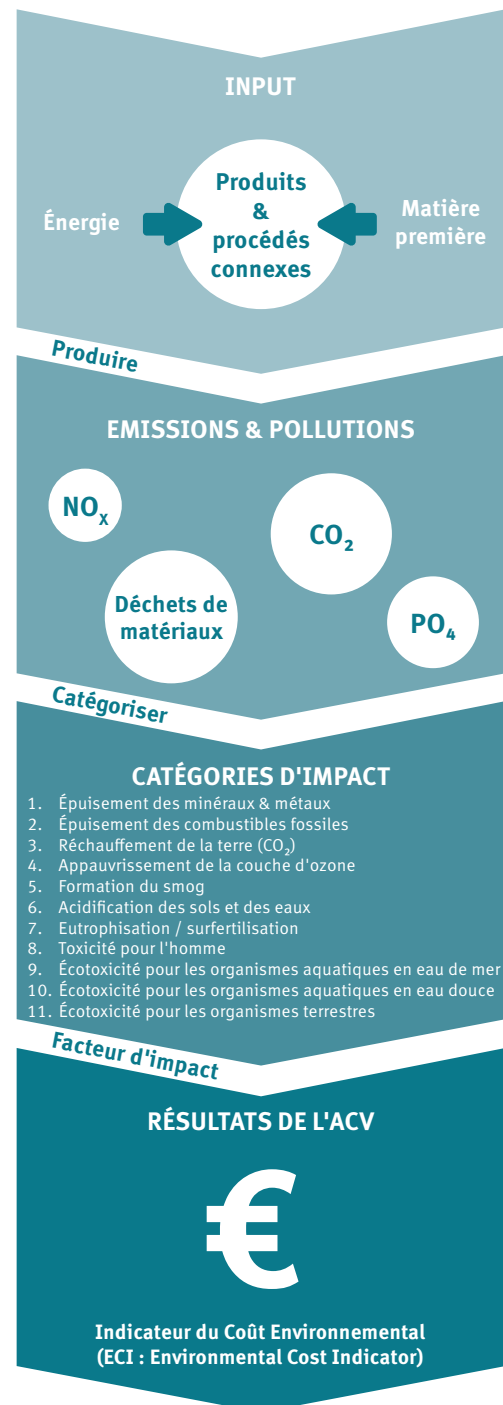 INPUT
Énergie
Produits
&
procédés
connexes
Matière
première
Produire
EMISSIONS & POLLUTIONS
NOₓ
CO₂
Déchets de
matériaux
PO₄
Catégoriser
CATÉGORIES D'IMPACT
1. Épuisement des minéraux & métaux
2. Épuisement des combustibles fossiles
3. Réchauffement de la terre (CO₂)
4. Appauvrissement de la couche d'ozone
5. Formation du smog
6. Acidification des sols et des eaux
7. Eutrophisation / surfertilisation
8. Toxicité pour l'homme
9. Écotoxicité pour les organismes aquatiques en eau de mer
10. Écotoxicité pour les organismes aquatiques en eau douce
11. Écotoxicité pour les organismes terrestres
Facteur d'impact
RÉSULTATS DE L'ACV
€
Indicateur du Coût Environnemental
(ECI : Environmental Cost Indicator)